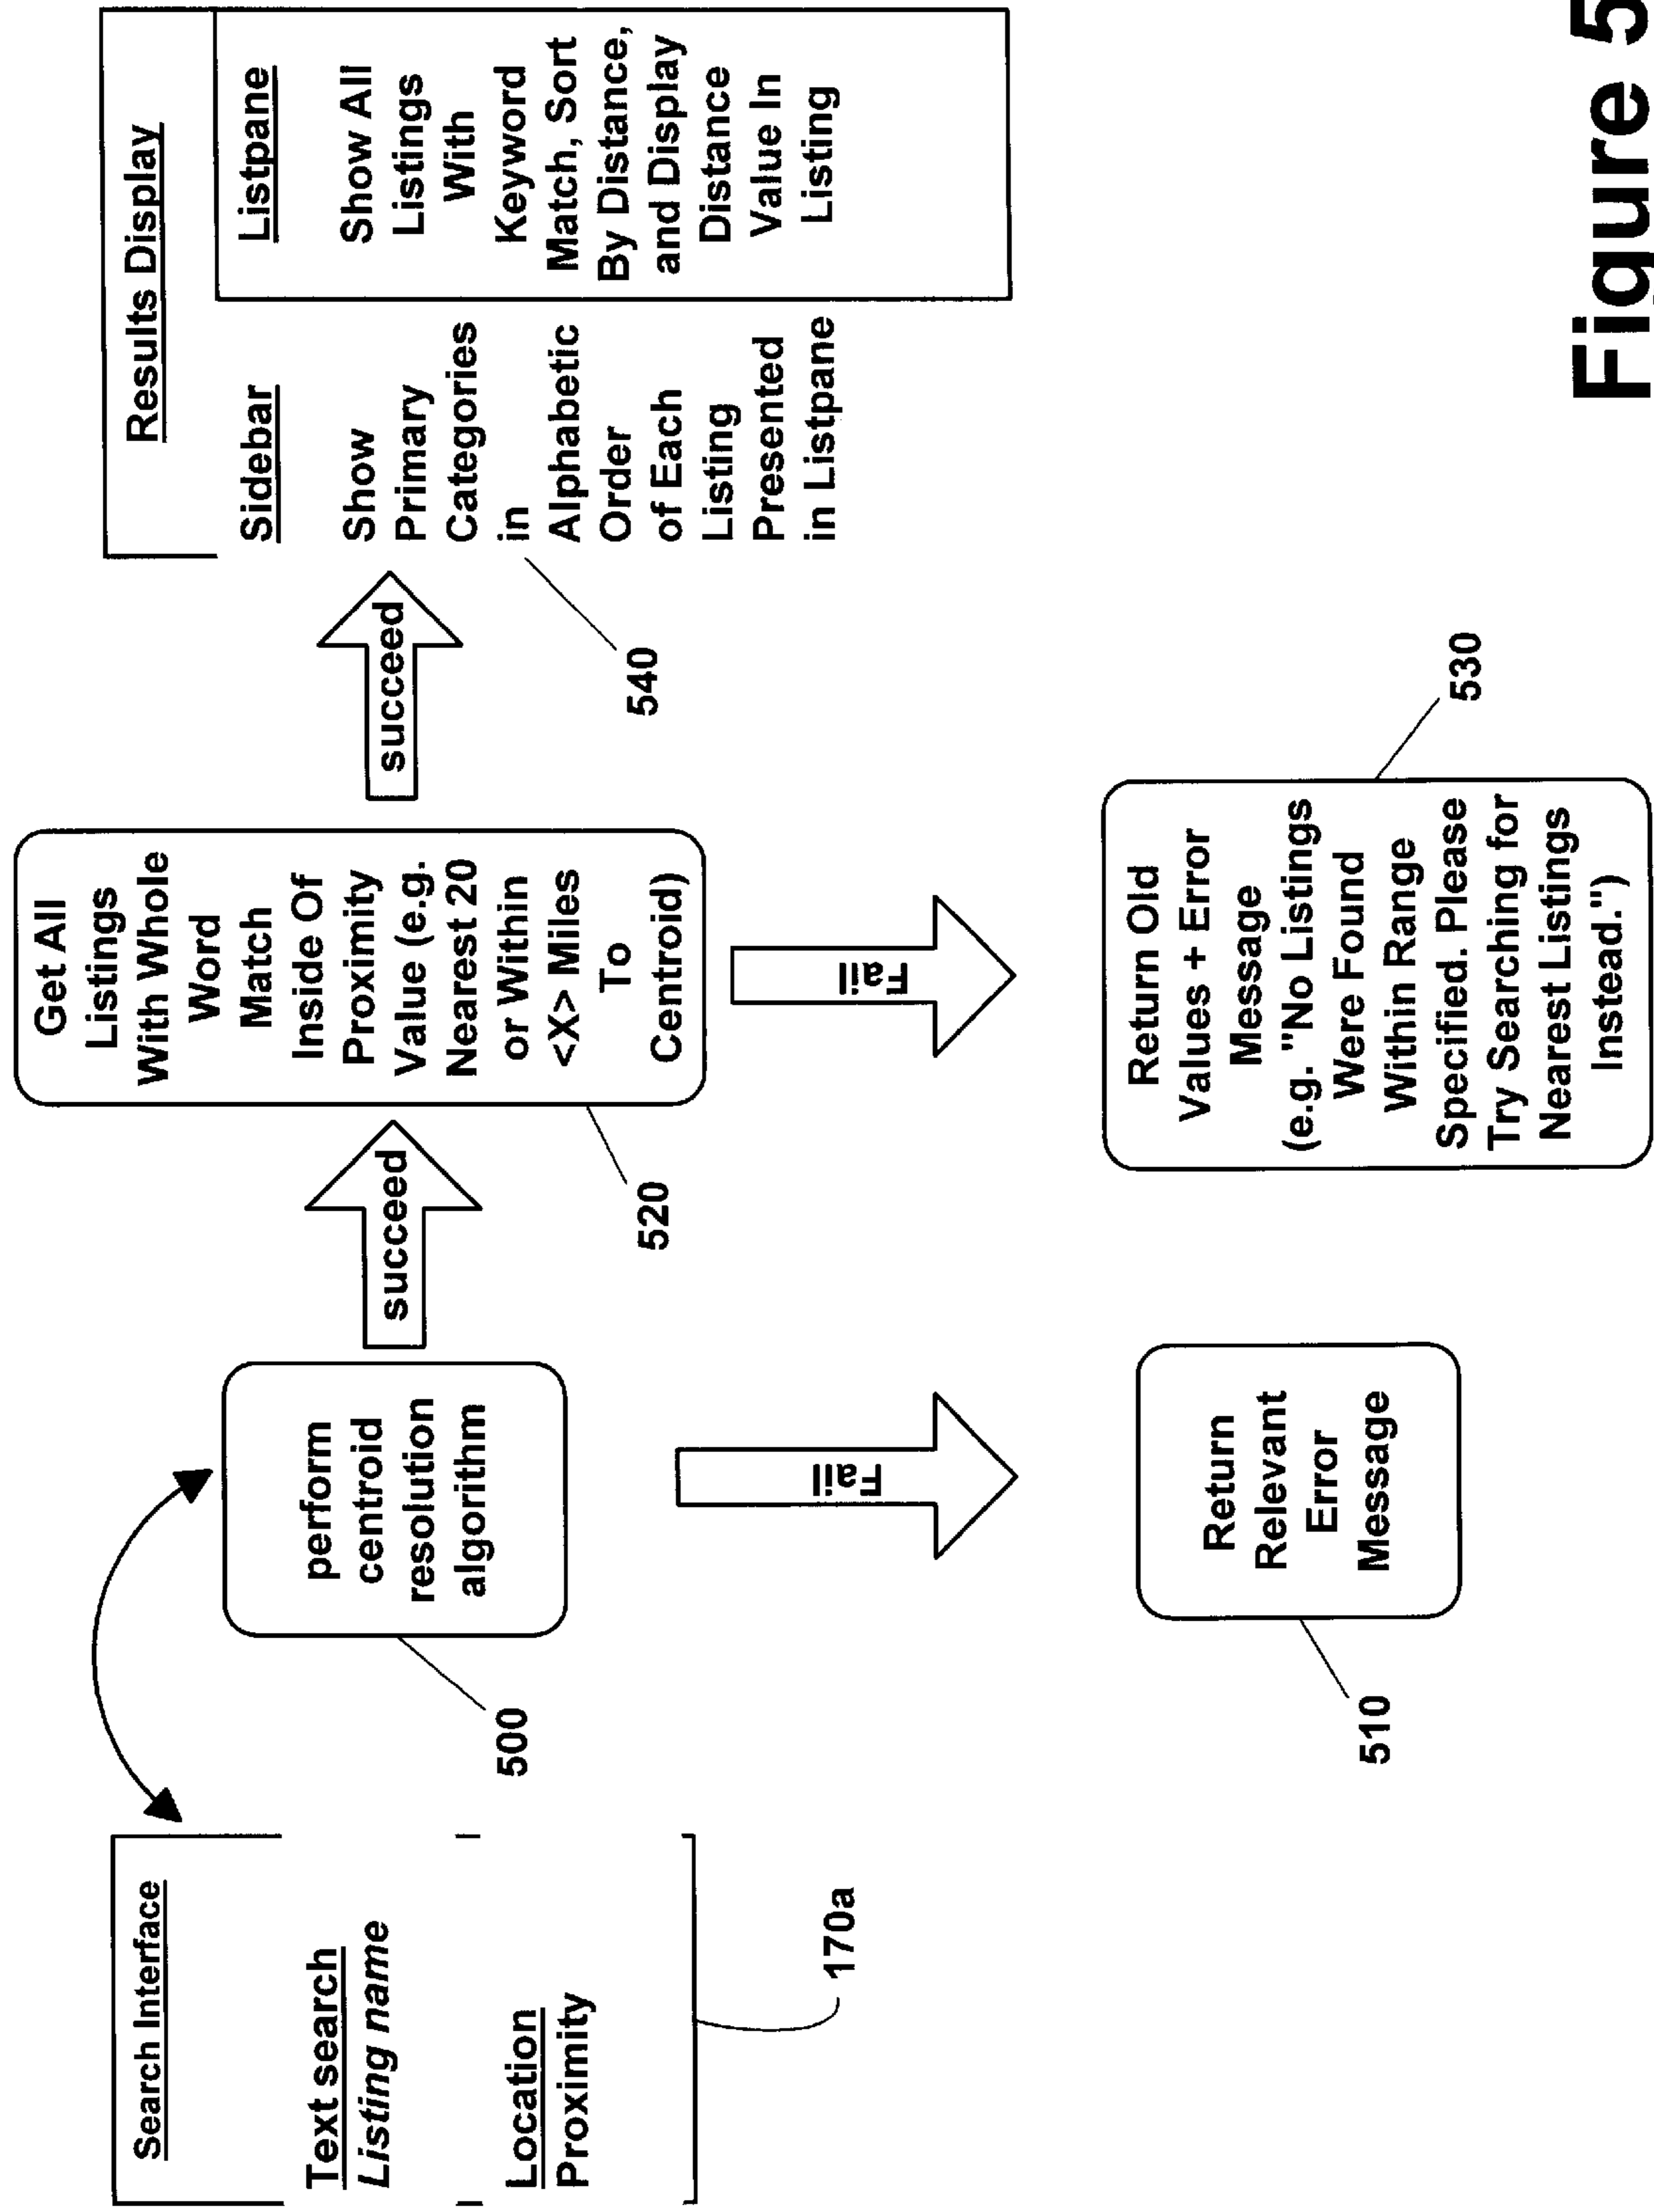 Search Interface
Text search
Listing name
Location
Proximity
170a
perform
centroid
resolution
algorithm
500
succeed
Fail
Return
Relevant
Error
Message
510
Get All
Listings
With Whole
Word
Match
Inside Of
Proximity
Value (e.g.
Nearest 20
or Within
<X> Miles
To
Centroid)
520
succeed
Fail
Return Old
Values + Error
Message
(e.g. "No Listings
Were Found
Within Range
Specified. Please
Try Searching for
Nearest Listings
Instead.")
530
Results Display
Sidebar
Show
Primary
Categories
in
Alphabetic
Order
of Each
Listing
Presented
in Listpane
540
Listpane
Show All
Listings
With
Keyword
Match, Sort
By Distance,
and Display
Distance
Value In
Listing
Figure 5